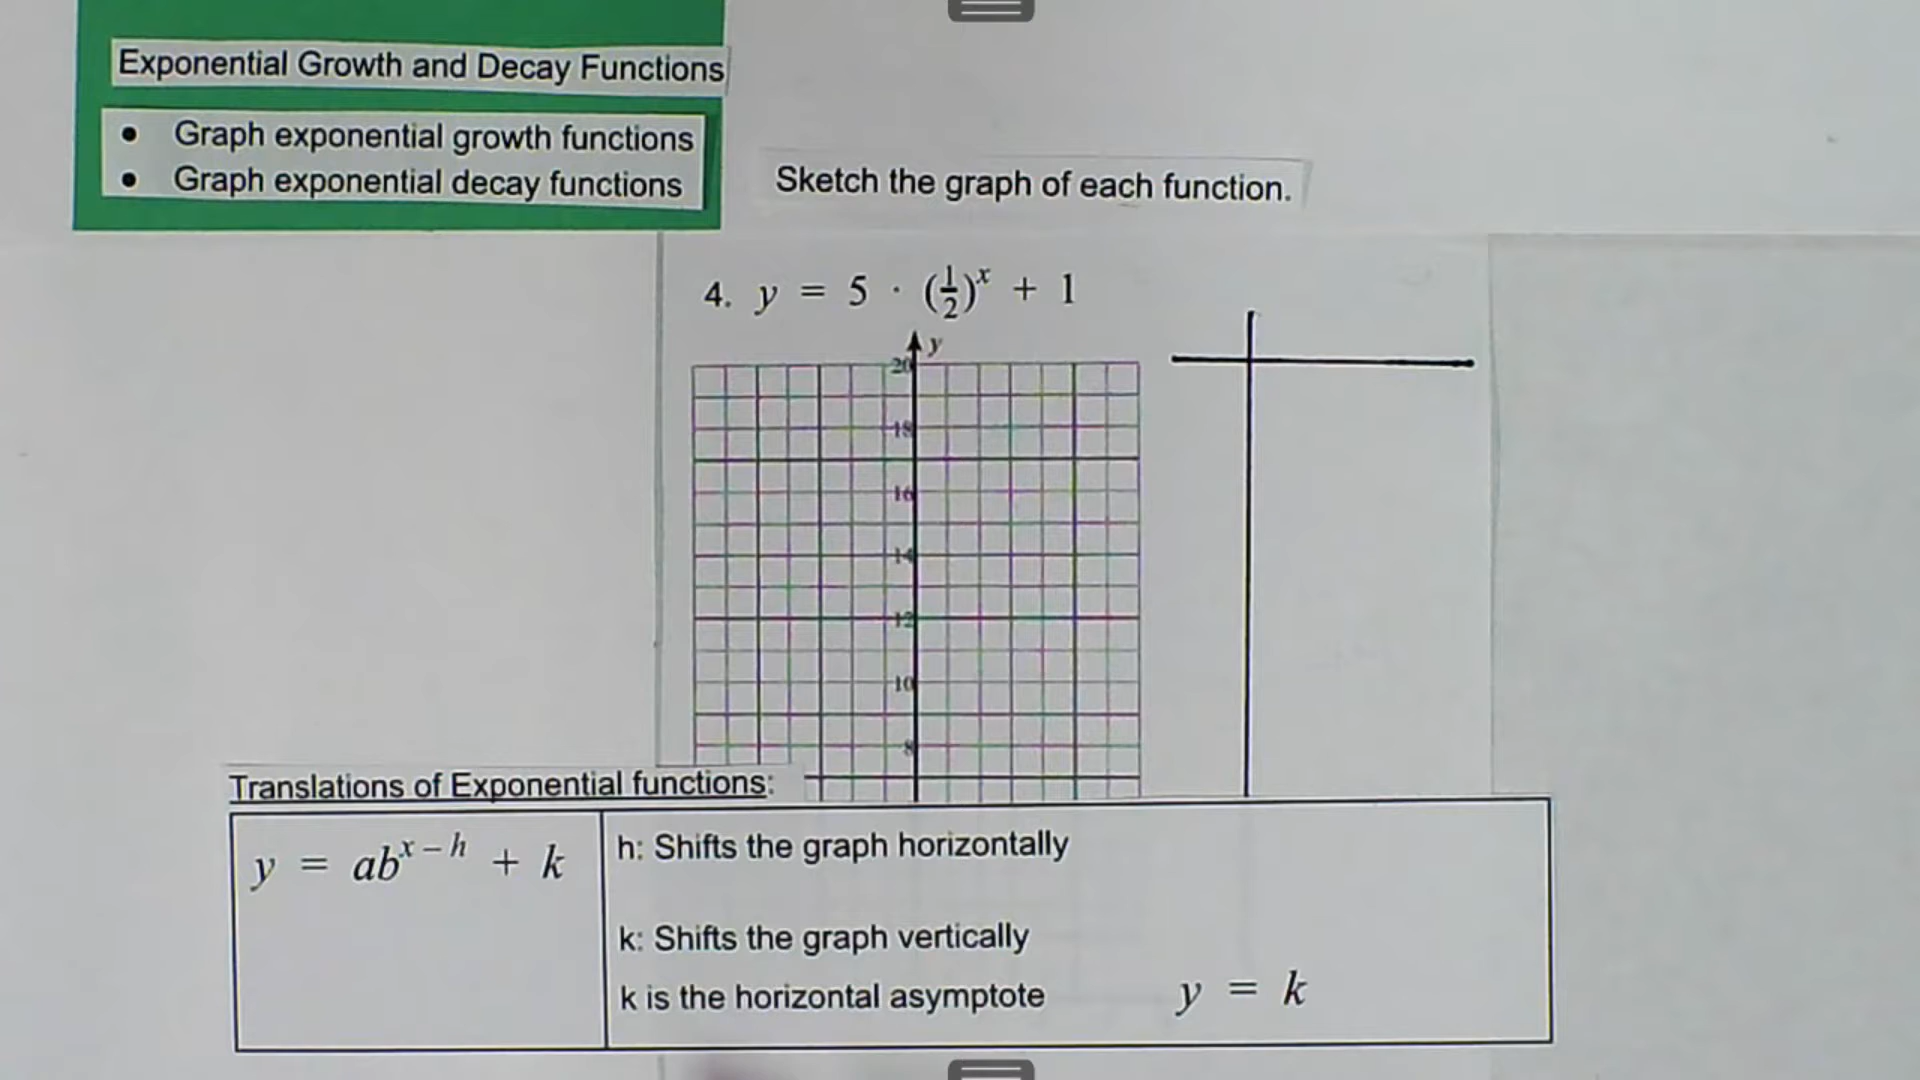 Exponential Growth and Decay Functions
• Graph exponential growth functions
• Graph exponential decay functions
Sketch the graph of each function.
4. y = 5 · (1/2)^x + 1
y
20
18
16
14
12
10
8
Translations of Exponential functions:
y = ab^(x – h) + k
h: Shifts the graph horizontally
k: Shifts the graph vertically
k is the horizontal asymptote y = k